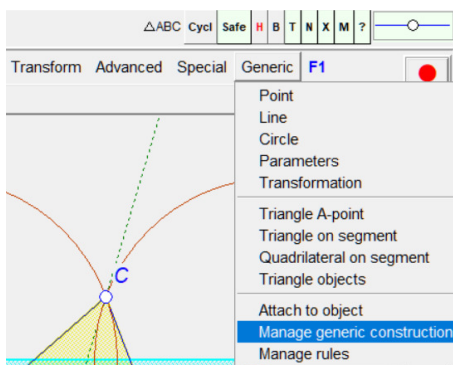 △ABC Cycl Safe H B T N X M ?
Transform Advanced Special Generic F1
Point
Line
Circle
Parameters
Transformation
Triangle A-point
Triangle on segment
Quadrilateral on segment
Triangle objects
Attach to object
Manage generic construction
Manage rules
C